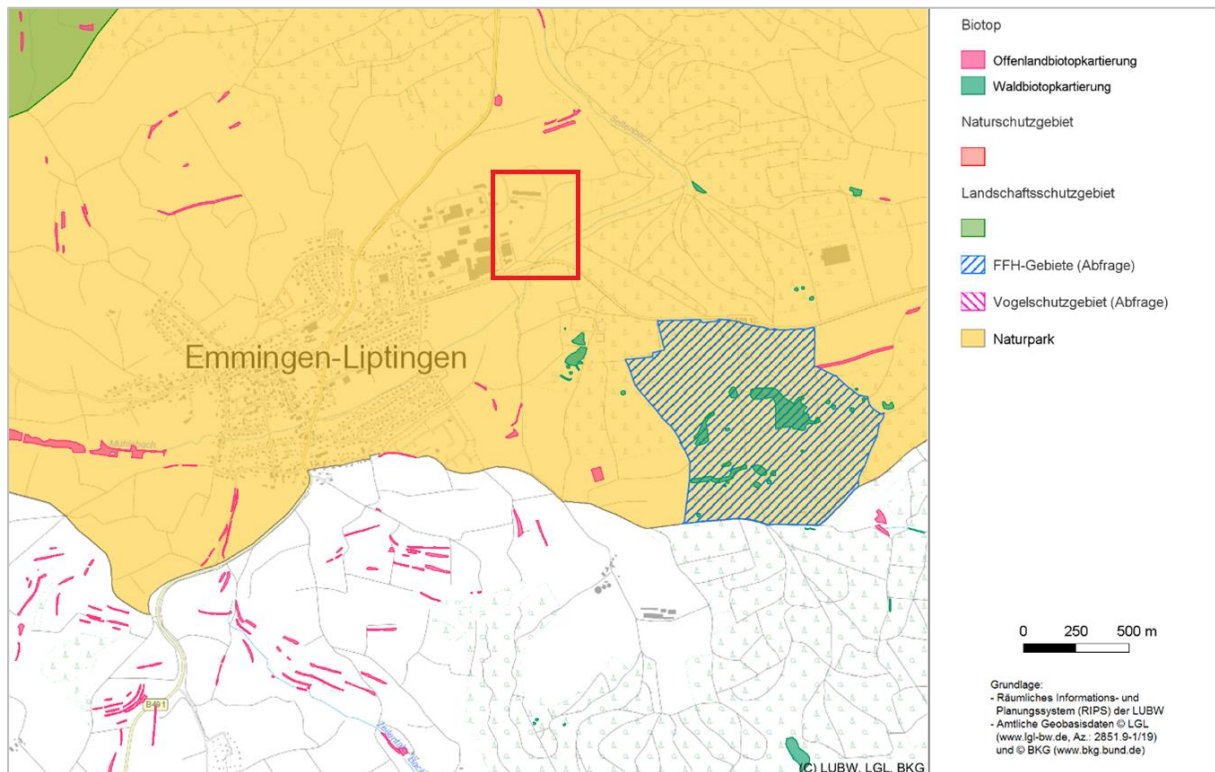 Seltenbach
Emmingen-Liptingen
Mühlebach
B491
(C) LUBW, LGL, BKG
Biotop
Offenlandbiotopkartierung
Waldbiotopkartierung
Naturschutzgebiet
Landschaftsschutzgebiet
FFH-Gebiete (Abfrage)
Vogelschutzgebiet (Abfrage)
Naturpark
0 250 500 m
Grundlage:
- Räumliches Informations- und
Planungssystem (RIPS) der LUBW
- Amtliche Geobasisdaten © LGL
(www.lgl-bw.de, Az.: 2851.9-1/19)
und © BKG (www.bkg.bund.de)